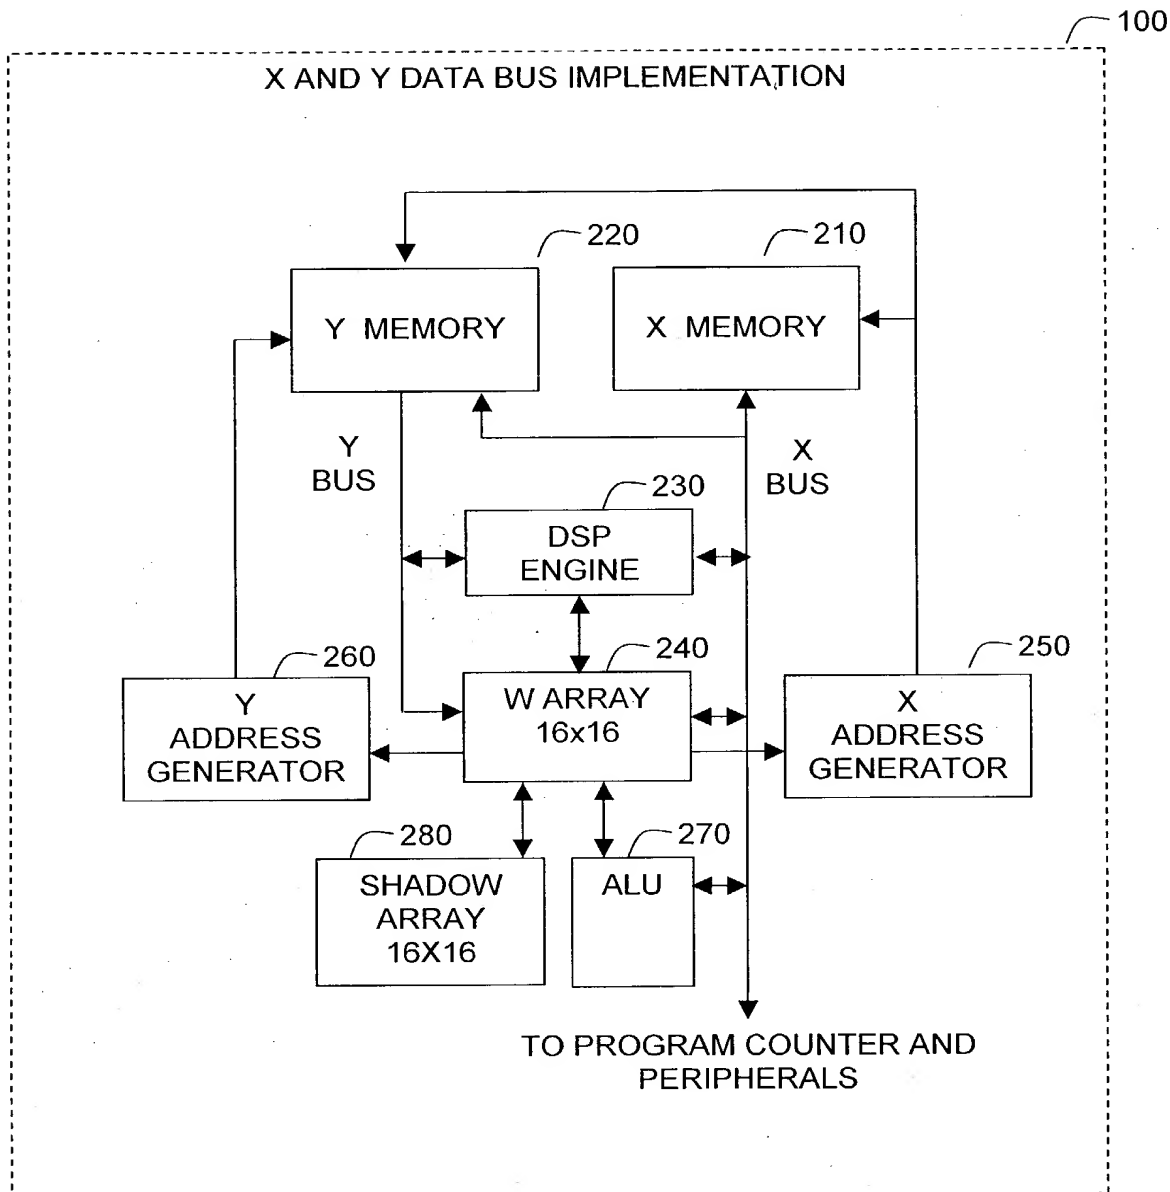 100
X AND Y DATA BUS IMPLEMENTATION
220
210
Y MEMORY
X MEMORY
Y
BUS
X
BUS
230
DSP
ENGINE
260
240
250
Y
ADDRESS
GENERATOR
W ARRAY
16x16
X
ADDRESS
GENERATOR
280
270
SHADOW
ARRAY
16X16
ALU
TO PROGRAM COUNTER AND
PERIPHERALS